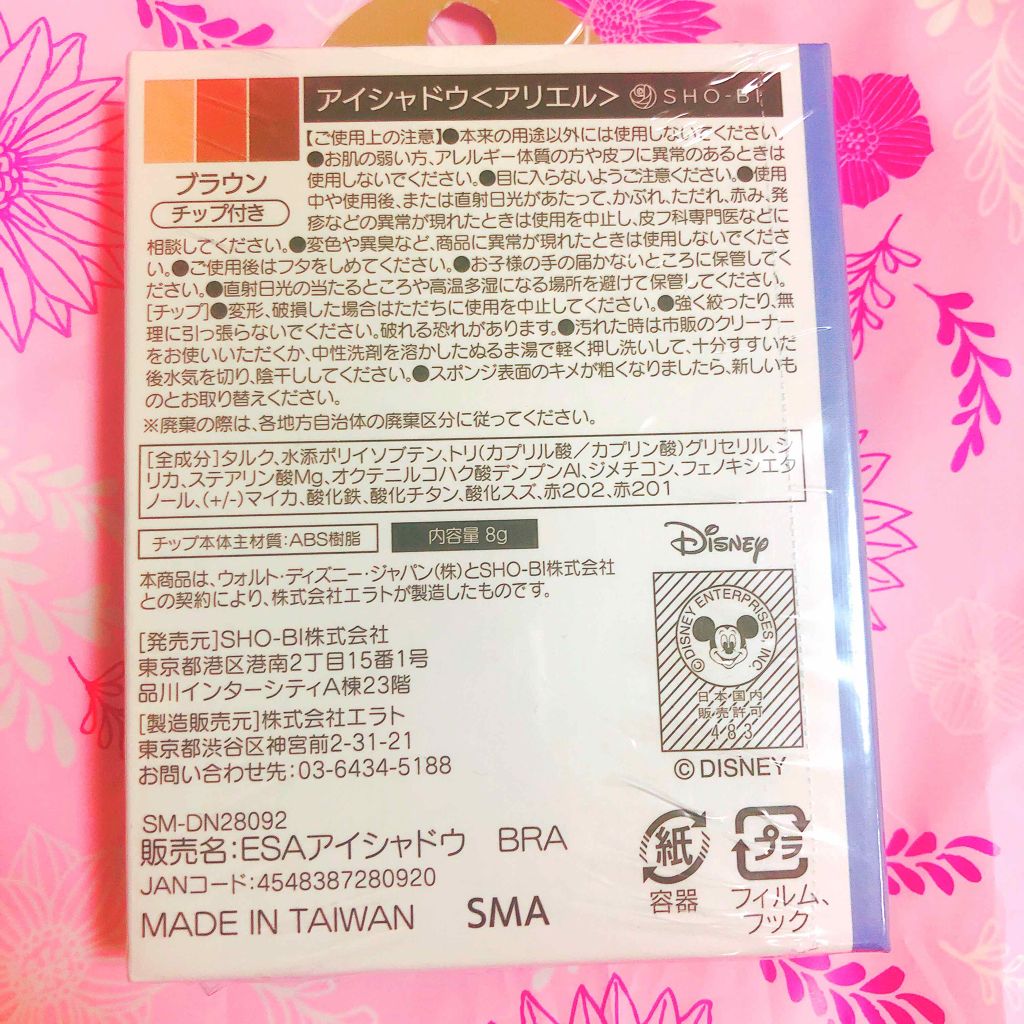 アイシャドウ<アリエル> SHO-BI
ブラウン
チップ付き
【ご使用上の注意】●本来の用途以外には使用しないでください。
●お肌の弱い方、アレルギー体質の方や皮フに異常のあるときは
使用しないでください。●目に入らないようご注意ください。●使用
中や使用後、または直射日光があたって、かぶれ、ただれ、赤み、発
疹などの異常が現れたときは使用を中止し、皮フ科専門医などに
相談してください。●変色や異臭など、商品に異常が現れたときは使用しないでくださ
い。●ご使用後はフタをしめてください。●お子様の手の届かないところに保管してく
ださい。●直射日光の当たるところや高温多湿になる場所を避けて保管してください。
[チップ]●変形、破損した場合はただちに使用を中止してください。●強く絞ったり、無
理に引っ張らないでください。破れる恐れがあります。●汚れた時は市販のクリーナー
をお使いいただくか、中性洗剤を溶かしたぬるま湯で軽く押し洗いして、十分すすいだ
後水気を切り、陰干ししてください。●スポンジ表面のキメが粗くなりましたら、新しいも
のとお取り替えください。
※廃棄の際は、各地方自治体の廃棄区分に従ってください。
[全成分]タルク、水添ポリイソブテン、トリ(カプリル酸/カプリン酸)グリセリル、シ
リカ、ステアリン酸Mg、オクテニルコハク酸デンプンAl、ジメチコン、フェノキシエタ
ノール、(+/-)マイカ、酸化鉄、酸化チタン、酸化スズ、赤202、赤201
チップ本体主材質:ABS樹脂
内容量 8g
本商品は、ウォルト・ディズニー・ジャパン(株)とSHO-BI株式会社
との契約により、株式会社エラトが製造したものです。
[発売元]SHO-BI株式会社
東京都港区港南2丁目15番1号
品川インターシティA棟23階
[製造販売元]株式会社エラト
東京都渋谷区神宮前2-31-21
お問い合わせ先:03-6434-5188
Disney
©DISNEY ENTERPRISES INC.
日本国内
販売許可
483
©DISNEY
SM-DN28092
販売名:ESAアイシャドウ BRA
JANコード:4548387280920
MADE IN TAIWAN SMA
紙
容器
プラ
フィルム、
フック